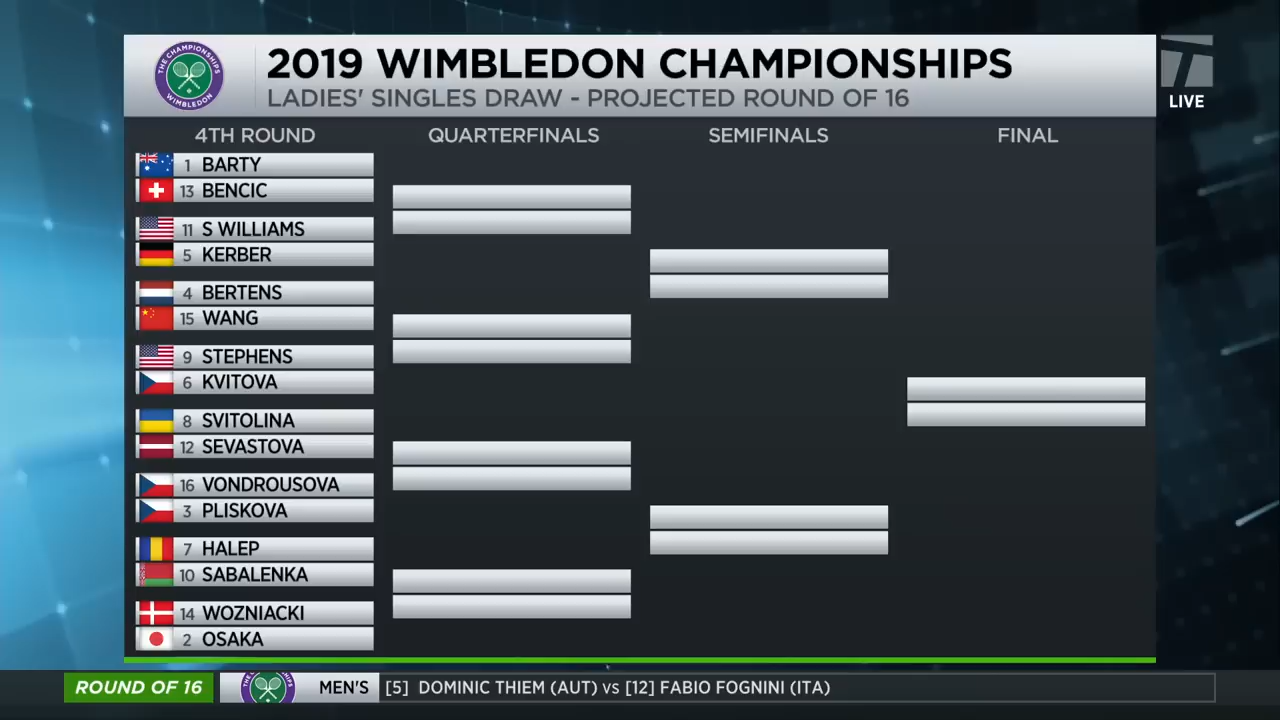 THE CHAMPIONSHIPS
WIMBLEDON
2019 WIMBLEDON CHAMPIONSHIPS
LADIES' SINGLES DRAW - PROJECTED ROUND OF 16
T
LIVE
4TH ROUND QUARTERFINALS SEMIFINALS FINAL
1 BARTY
13 BENCIC
11 S WILLIAMS
5 KERBER
4 BERTENS
15 WANG
9 STEPHENS
6 KVITOVA
8 SVITOLINA
12 SEVASTOVA
16 VONDROUSOVA
3 PLISKOVA
7 HALEP
10 SABALENKA
14 WOZNIACKI
2 OSAKA
ROUND OF 16 MEN'S [5] DOMINIC THIEM (AUT) vs [12] FABIO FOGNINI (ITA)